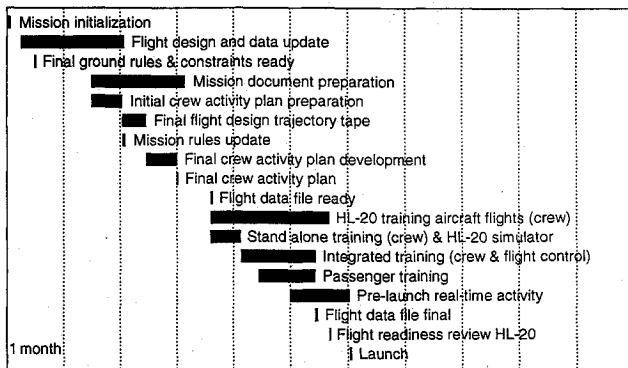 Mission initialization
Flight design and data update
Final ground rules & constraints ready
Mission document preparation
Initial crew activity plan preparation
Final flight design trajectory tape
Mission rules update
Final crew activity plan development
Final crew activity plan
Flight data file ready
HL-20 training aircraft flights (crew)
Stand alone training (crew) & HL-20 simulator
Integrated training (crew & flight control)
Passenger training
Pre-launch real-time activity
Flight data file final
Flight readiness review HL-20
1 month
Launch